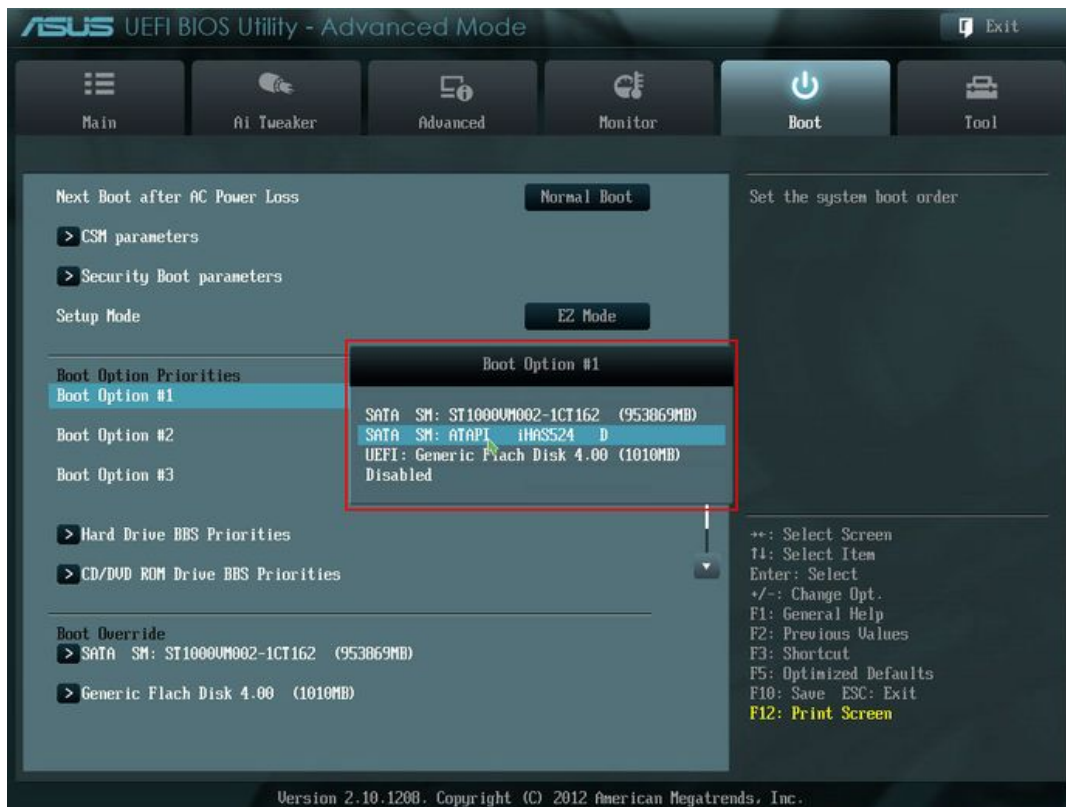 ASUS UEFI BIOS Utility - Advanced Mode
Exit
Main
Ai Tweaker
Advanced
Monitor
Boot
Tool
Next Boot after AC Power Loss
Normal Boot
Set the system boot order
> CSM parameters
> Security Boot parameters
Setup Mode
EZ Mode
Boot Option Priorities
Boot Option #1
Boot Option #2
Boot Option #3
Boot Option #1
SATA SM: ST1000VM002-1CT162 (953869MB)
SATA SM: ATAPI iHAS524 D
UEFI: Generic Flach Disk 4.00 (1010MB)
Disabled
> Hard Drive BBS Priorities
> CD/DVD ROM Drive BBS Priorities
Boot Override
> SATA SM: ST1000VM002-1CT162 (953869MB)
> Generic Flach Disk 4.00 (1010MB)
→←: Select Screen
↑↓: Select Item
Enter: Select
+/-: Change Opt.
F1: General Help
F2: Previous Values
F3: Shortcut
F5: Optimized Defaults
F10: Save ESC: Exit
F12: Print Screen
Version 2.10.1208. Copyright (C) 2012 American Megatrends, Inc.